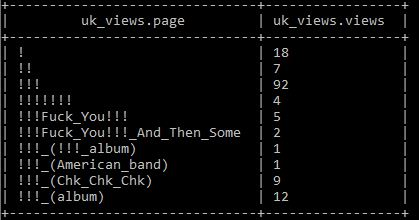 +-----------------------------+-----------------+
| uk_views.page | uk_views.views |
+-----------------------------+-----------------+
| ! | 18 |
| !! | 7 |
| !!! | 92 |
| !!!!!!! | 4 |
| !!!Fuck_You!!! | 5 |
| !!!Fuck_You!!!_And_Then_Some | 2 |
| !!!_(!!!_album) | 1 |
| !!!_(American_band) | 1 |
| !!!_(Chk_Chk_Chk) | 9 |
| !!!_(album) | 12 |
+-----------------------------+-----------------+